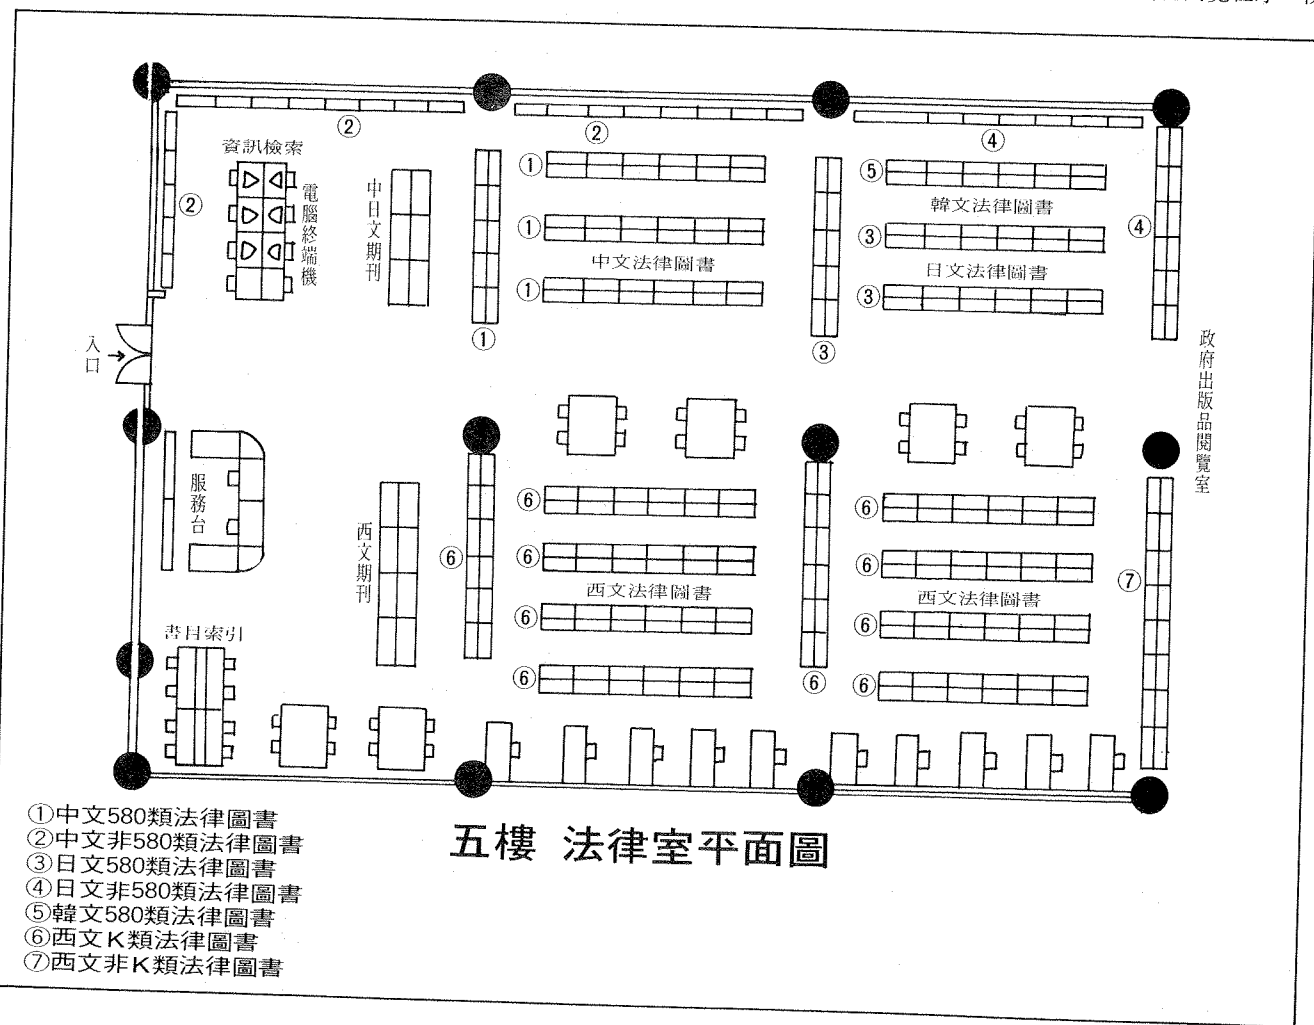 ②
②
④
資訊檢索
電腦終端機
②
中日文期刊
①
①
①
①
中文法律圖書
⑤
韓文法律圖書
③
日文法律圖書
③
③
④
入口
政府出版品閱覽室
服務台
西文期刊
⑥
⑥
⑥
西文法律圖書
⑥
⑥
⑥
⑥
⑥
西文法律圖書
⑥
⑥
⑦
書目索引
五樓 法律室平面圖
①中文580類法律圖書
②中文非580類法律圖書
③日文580類法律圖書
④日文非580類法律圖書
⑤韓文580類法律圖書
⑥西文K類法律圖書
⑦西文非K類法律圖書